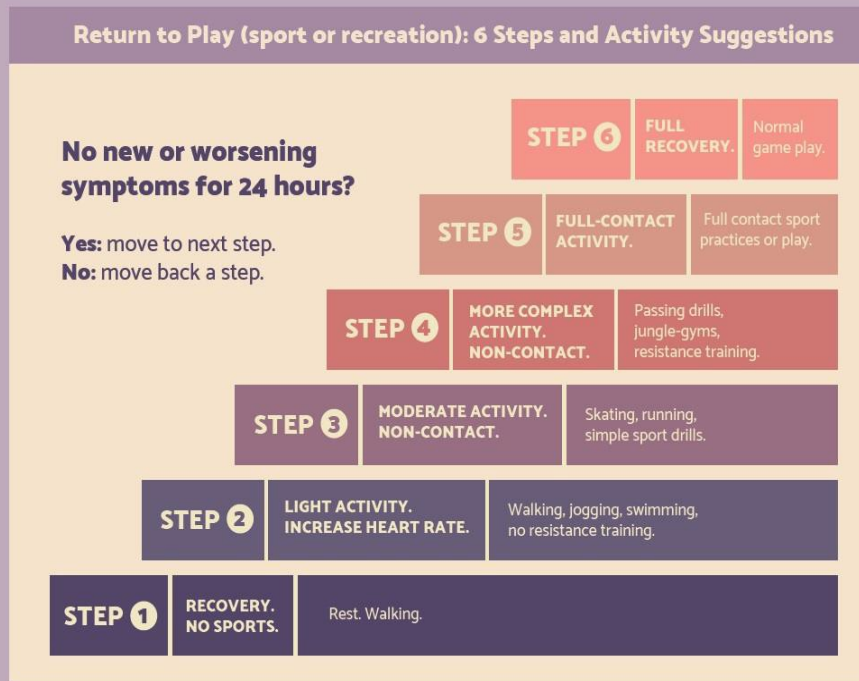 Return to Play (sport or recreation): 6 Steps and Activity Suggestions
No new or worsening
symptoms for 24 hours?
Yes: move to next step.
No: move back a step.
STEP 6
FULL
RECOVERY.
Normal
game play.
STEP 5
FULL-CONTACT
ACTIVITY.
Full contact sport
practices or play.
STEP 4
MORE COMPLEX
ACTIVITY.
NON-CONTACT.
Passing drills,
jungle-gyms,
resistance training.
STEP 3
MODERATE ACTIVITY.
NON-CONTACT.
Skating, running,
simple sport drills.
STEP 2
LIGHT ACTIVITY.
INCREASE HEART RATE.
Walking, jogging, swimming,
no resistance training.
STEP 1
RECOVERY.
NO SPORTS.
Rest. Walking.